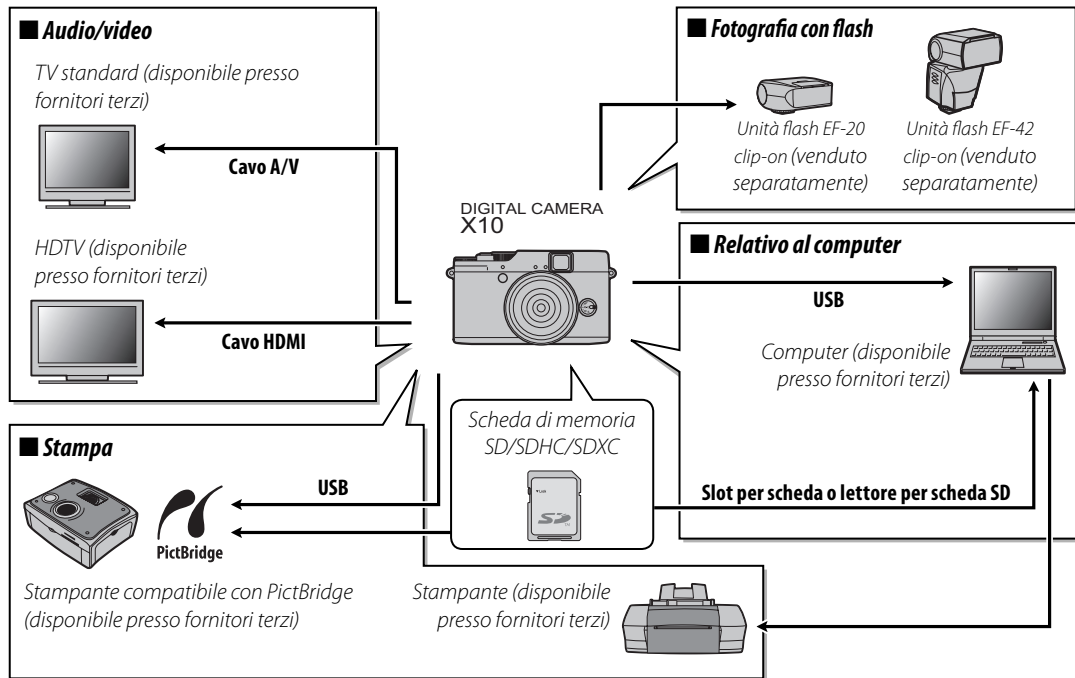 ■ Audio/video
TV standard (disponibile presso
fornitori terzi)
Cavo A/V
HDTV (disponibile
presso fornitori terzi)
Cavo HDMI
■ Fotografia con flash
Unità flash EF-20
clip-on (venduto
separatamente)
Unità flash EF-42
clip-on (venduto
separatamente)
DIGITAL CAMERA
X10
■ Relativo al computer
USB
Computer (disponibile
presso fornitori terzi)
Scheda di memoria
SD/SDHC/SDXC
SD
Slot per scheda o lettore per scheda SD
■ Stampa
USB
PictBridge
Stampante compatibile con PictBridge
(disponibile presso fornitori terzi)
Stampante (disponibile
presso fornitori terzi)